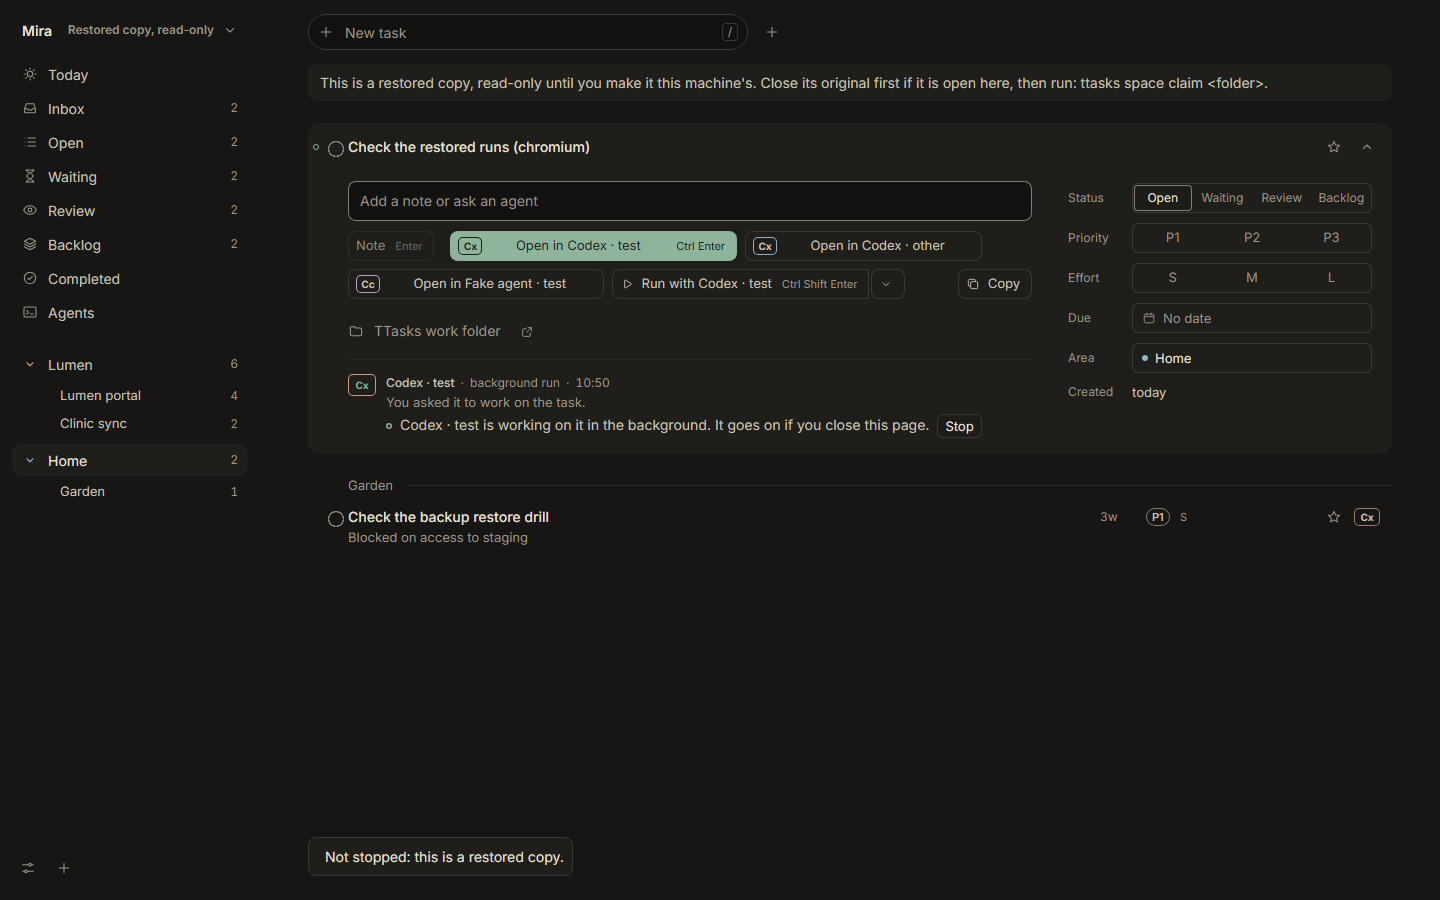 Mira Restored copy, read-only
Today
Inbox 2
Open 2
Waiting 2
Review 2
Backlog 2
Completed
Agents
Lumen 6
Lumen portal 4
Clinic sync 2
Home 2
Garden 1
New task /
This is a restored copy, read-only until you make it this machine's. Close its original first if it is open here, then run: ttasks space claim <folder>.
Check the restored runs (chromium)
Add a note or ask an agent
Note Enter
Cx Open in Codex · test Ctrl Enter
Cx Open in Codex · other
Cc Open in Fake agent · test
Run with Codex · test Ctrl Shift Enter
Copy
TTasks work folder
Cx Codex · test · background run · 10:50
You asked it to work on the task.
Codex · test is working on it in the background. It goes on if you close this page. Stop
Status Open Waiting Review Backlog
Priority P1 P2 P3
Effort S M L
Due No date
Area Home
Created today
Garden
Check the backup restore drill 3w P1 S Cx
Blocked on access to staging
Not stopped: this is a restored copy.